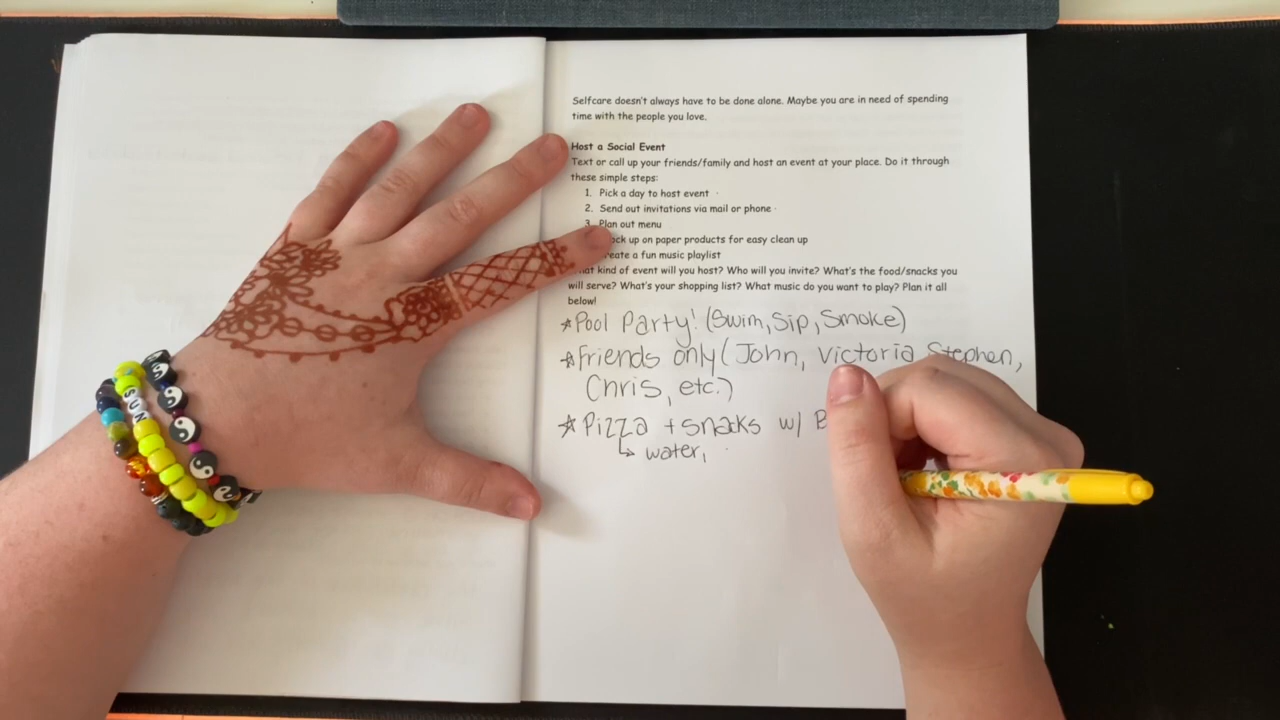 Selfcare doesn't always have to be done alone. Maybe you are in need of spending
time with the people you love.
Host a Social Event
Text or call up your friends/family and host an event at your place. Do it through
these simple steps:
1. Pick a day to host event
2. Send out invitations via mail or phone
3. Plan out menu
up on paper products for easy clean up
a fun music playlist
kind of event will you host? Who will you invite? What's the food/snacks you
will serve? What's your shopping list? What music do you want to play? Plan it all
below!
☆Pool Party! (Swim, Sip, Smoke)
☆friends only (John, Victoria Stephen,
Chris, etc.)
☆Pizza + snacks w/ B
↳ water,
SUN